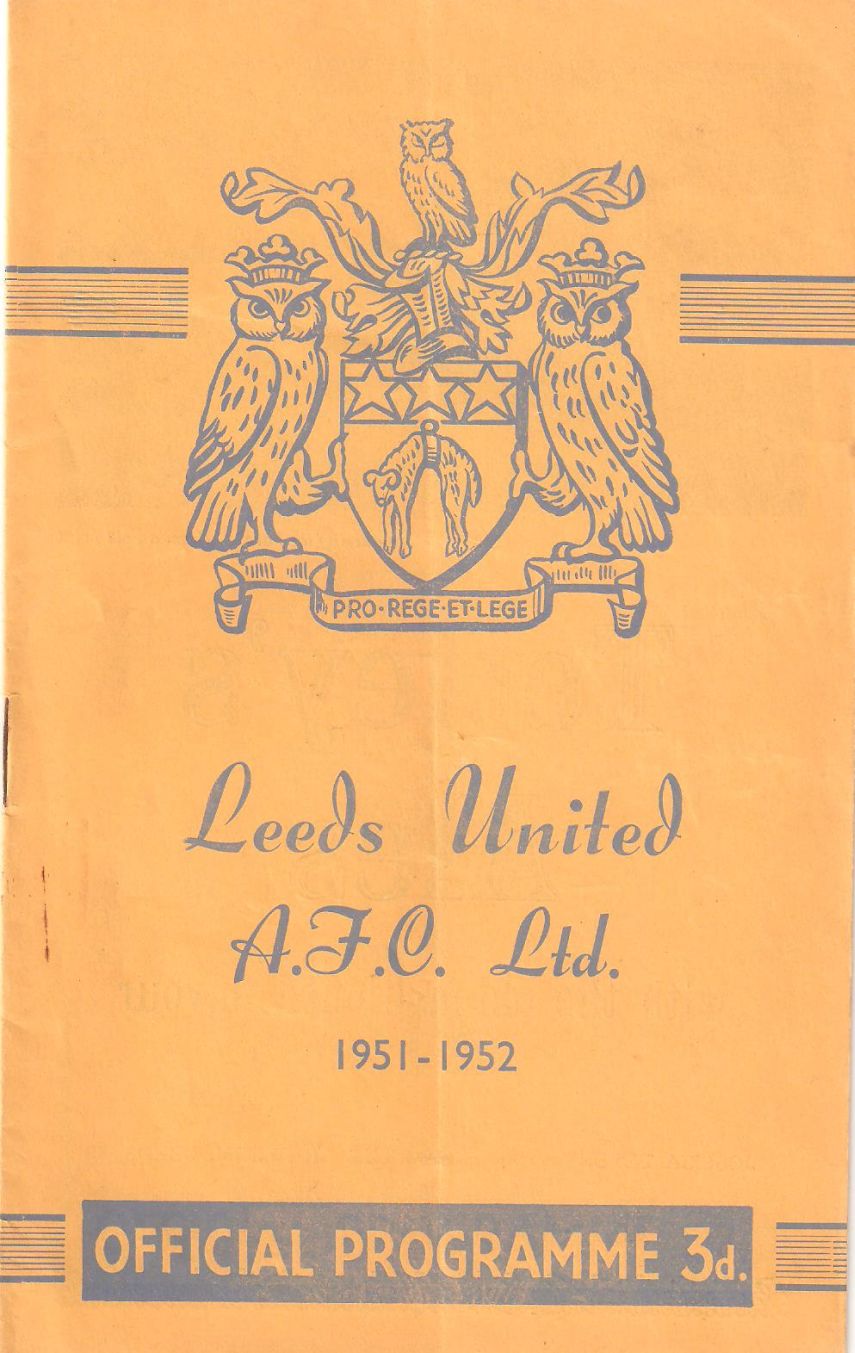 PRO·REGE·ET·LEGE
Leeds United
A.F.C. Ltd.
1951-1952
OFFICIAL PROGRAMME 3d.